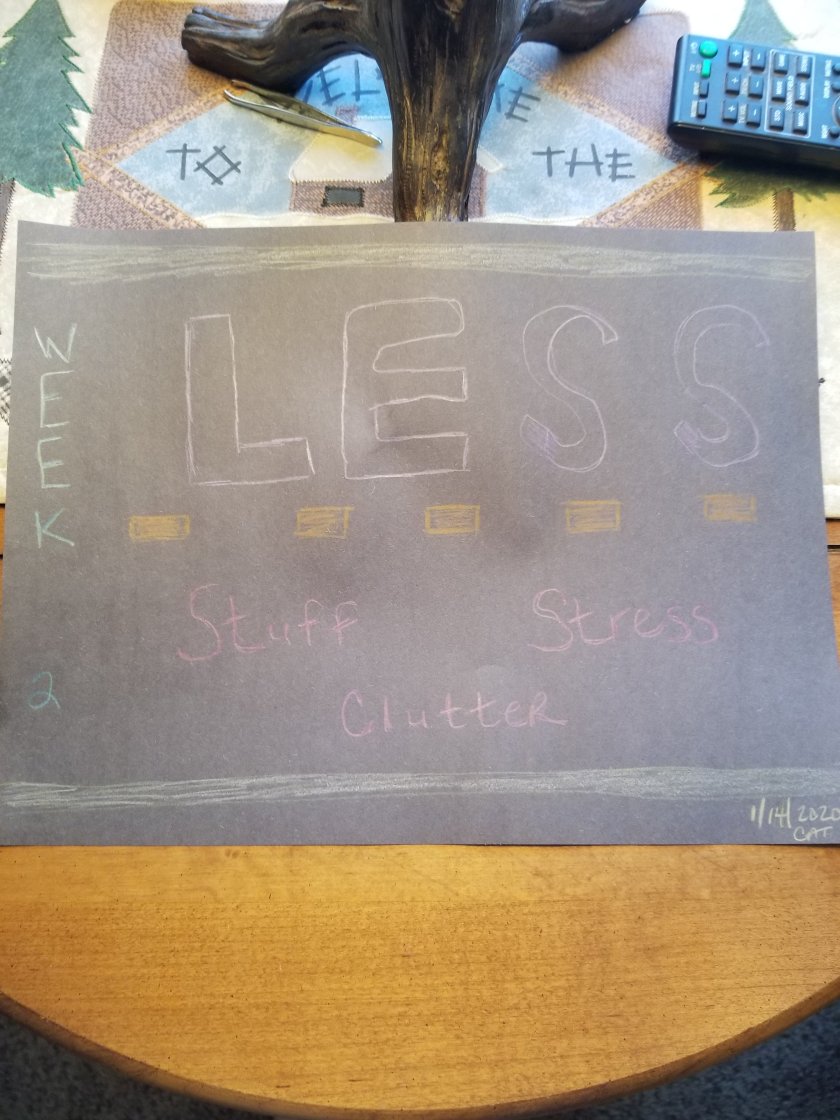 TO THE
WEEK 2
LESS
Stuff Stress
Clutter
1/14/2020
CAT